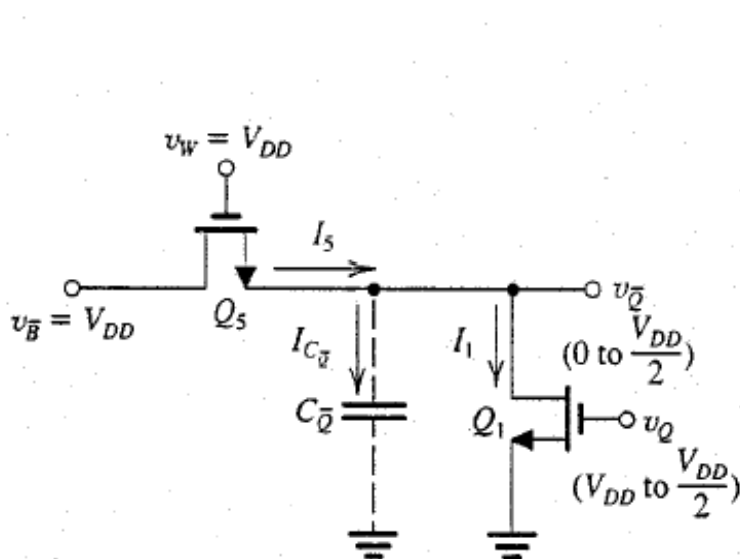 v_W = V_DD
I_5
v_B̅ = V_DD
Q_5
I_C_Q̅
I_1
v_Q̅
(0 to V_DD/2)
C_Q̅
Q_1
v_Q
(V_DD to V_DD/2)